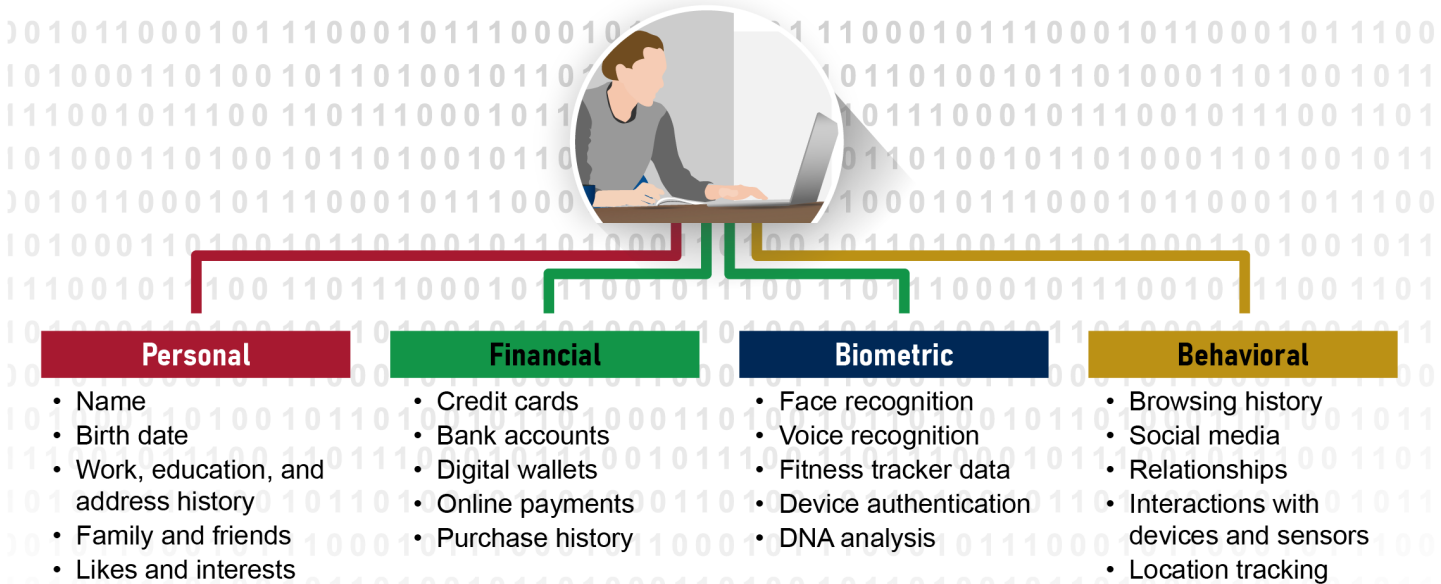 Personal
• Name
• Birth date
• Work, education, and
address history
• Family and friends
• Likes and interests
Financial
• Credit cards
• Bank accounts
• Digital wallets
• Online payments
• Purchase history
Biometric
• Face recognition
• Voice recognition
• Fitness tracker data
• Device authentication
• DNA analysis
Behavioral
• Browsing history
• Social media
• Relationships
• Interactions with
devices and sensors
• Location tracking